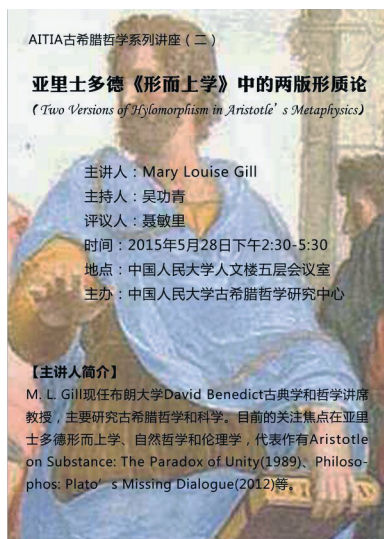 AITIA古希腊哲学系列讲座（二）
亚里士多德《形而上学》中的两版形质论
（Two Versions of Hylomorphism in Aristotle's Metaphysics）
主讲人：Mary Louise Gill
主持人：吴功青
评议人：聂敏里
时间：2015年5月28日下午2:30-5:30
地点：中国人民大学人文楼五层会议室
主办：中国人民大学古希腊哲学研究中心
【主讲人简介】
M. L. Gill现任布朗大学David Benedict古典学和哲学讲席
教授，主要研究古希腊哲学和科学。目前的关注焦点在亚里
士多德形而上学、自然哲学和伦理学，代表作有Aristotle
on Substance: The Paradox of Unity(1989)、Philoso-
phos: Plato's Missing Dialogue(2012)等。